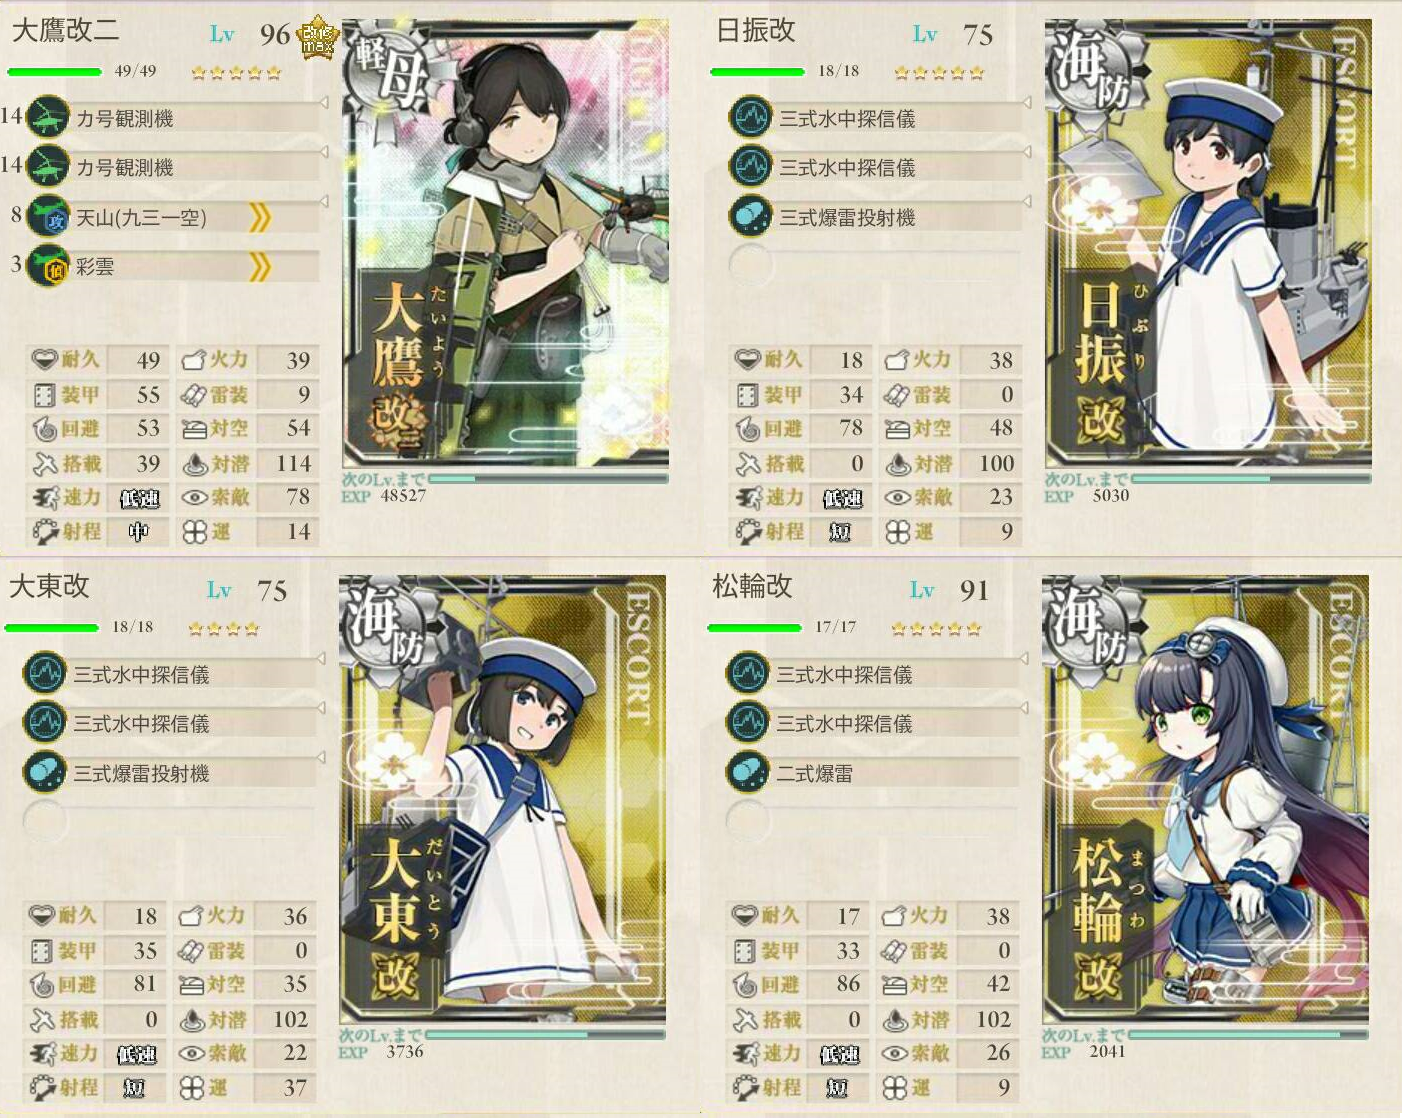 大鷹改二 Lv 96 改修max
49/49
軽母
14 カ号観測機
14 カ号観測機
8 天山(九三一空)
3 彩雲
たいよう
大鷹改二
耐久 49 火力 39
装甲 55 雷装 9
回避 53 対空 54
搭載 39 対潜 114
速力 低速 索敵 78
射程 中 運 14
次のLv.まで
EXP 48527
日振改 Lv 75
18/18
海防
ESCORT
三式水中探信儀
三式水中探信儀
三式爆雷投射機
ひぶり
日振改
耐久 18 火力 38
装甲 34 雷装 0
回避 78 対空 48
搭載 0 対潜 100
速力 低速 索敵 23
射程 短 運 9
次のLv.まで
EXP 5030
大東改 Lv 75
18/18
海防
ESCORT
三式水中探信儀
三式水中探信儀
三式爆雷投射機
だいとう
大東改
耐久 18 火力 36
装甲 35 雷装 0
回避 81 対空 35
搭載 0 対潜 102
速力 低速 索敵 22
射程 短 運 37
次のLv.まで
EXP 3736
松輪改 Lv 91
17/17
海防
ESCORT
三式水中探信儀
三式水中探信儀
二式爆雷
まつわ
松輪改
耐久 17 火力 38
装甲 33 雷装 0
回避 86 対空 42
搭載 0 対潜 102
速力 低速 索敵 26
射程 短 運 9
次のLv.まで
EXP 2041